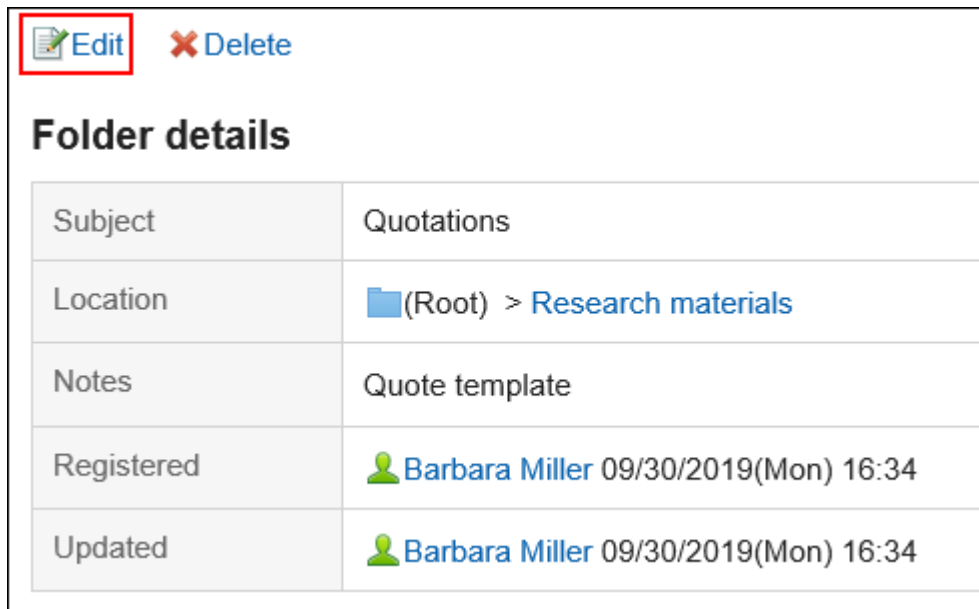 Edit Delete
Folder details
Subject Quotations
Location (Root) > Research materials
Notes Quote template
Registered Barbara Miller 09/30/2019(Mon) 16:34
Updated Barbara Miller 09/30/2019(Mon) 16:34